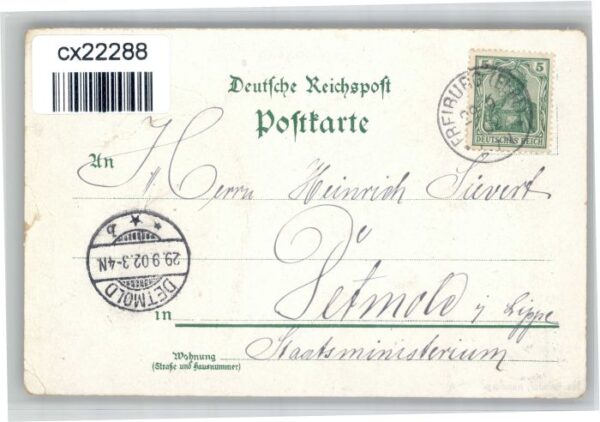 cx22288
Deutsche Reichspost
Postkarte
5 5
DEUTSCHES REICH
FREIBURG
An
Herrn Heinrich Sievert
DETMOLD
29.9.02.3-4N.
* * b
in Detmold i/ Lippe
Wohnung
(Straße und Hausnummer)
Staatsministerium